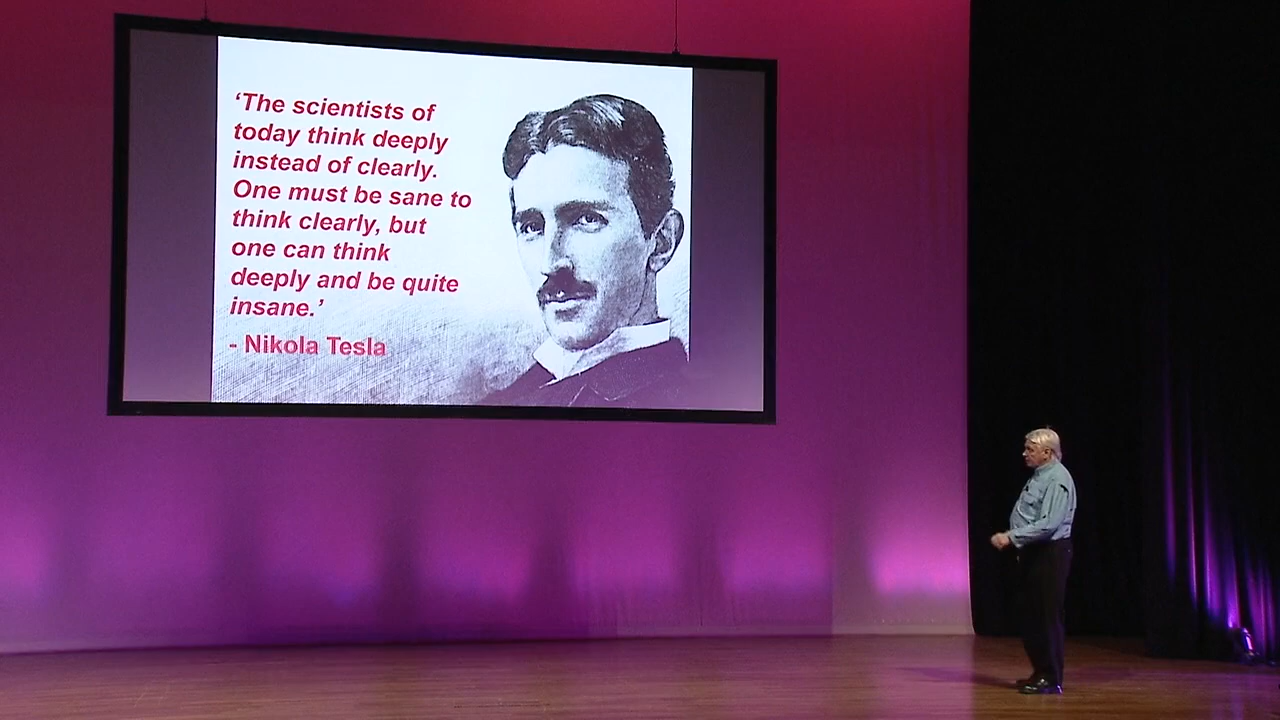 ‘The scientists of
today think deeply
instead of clearly.
One must be sane to
think clearly, but
one can think
deeply and be quite
insane.’
- Nikola Tesla